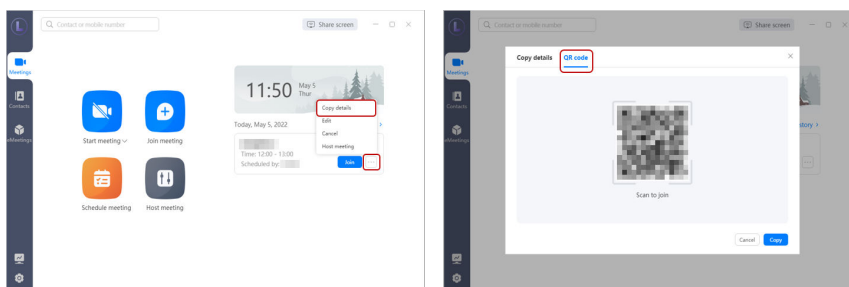 Contact or mobile number
Share screen
Meetings
Contacts
eMeetings
Start meeting
Join meeting
Schedule meeting
Host meeting
11:50
May 5
Thur
Copy details
Edit
Cancel
Host meeting
Today, May 5, 2022
Time: 12:00 - 13:00
Scheduled by:
Join
Contact or mobile number
Share screen
Meetings
Contacts
eMeetings
Copy details
QR code
Scan to join
Cancel
Copy